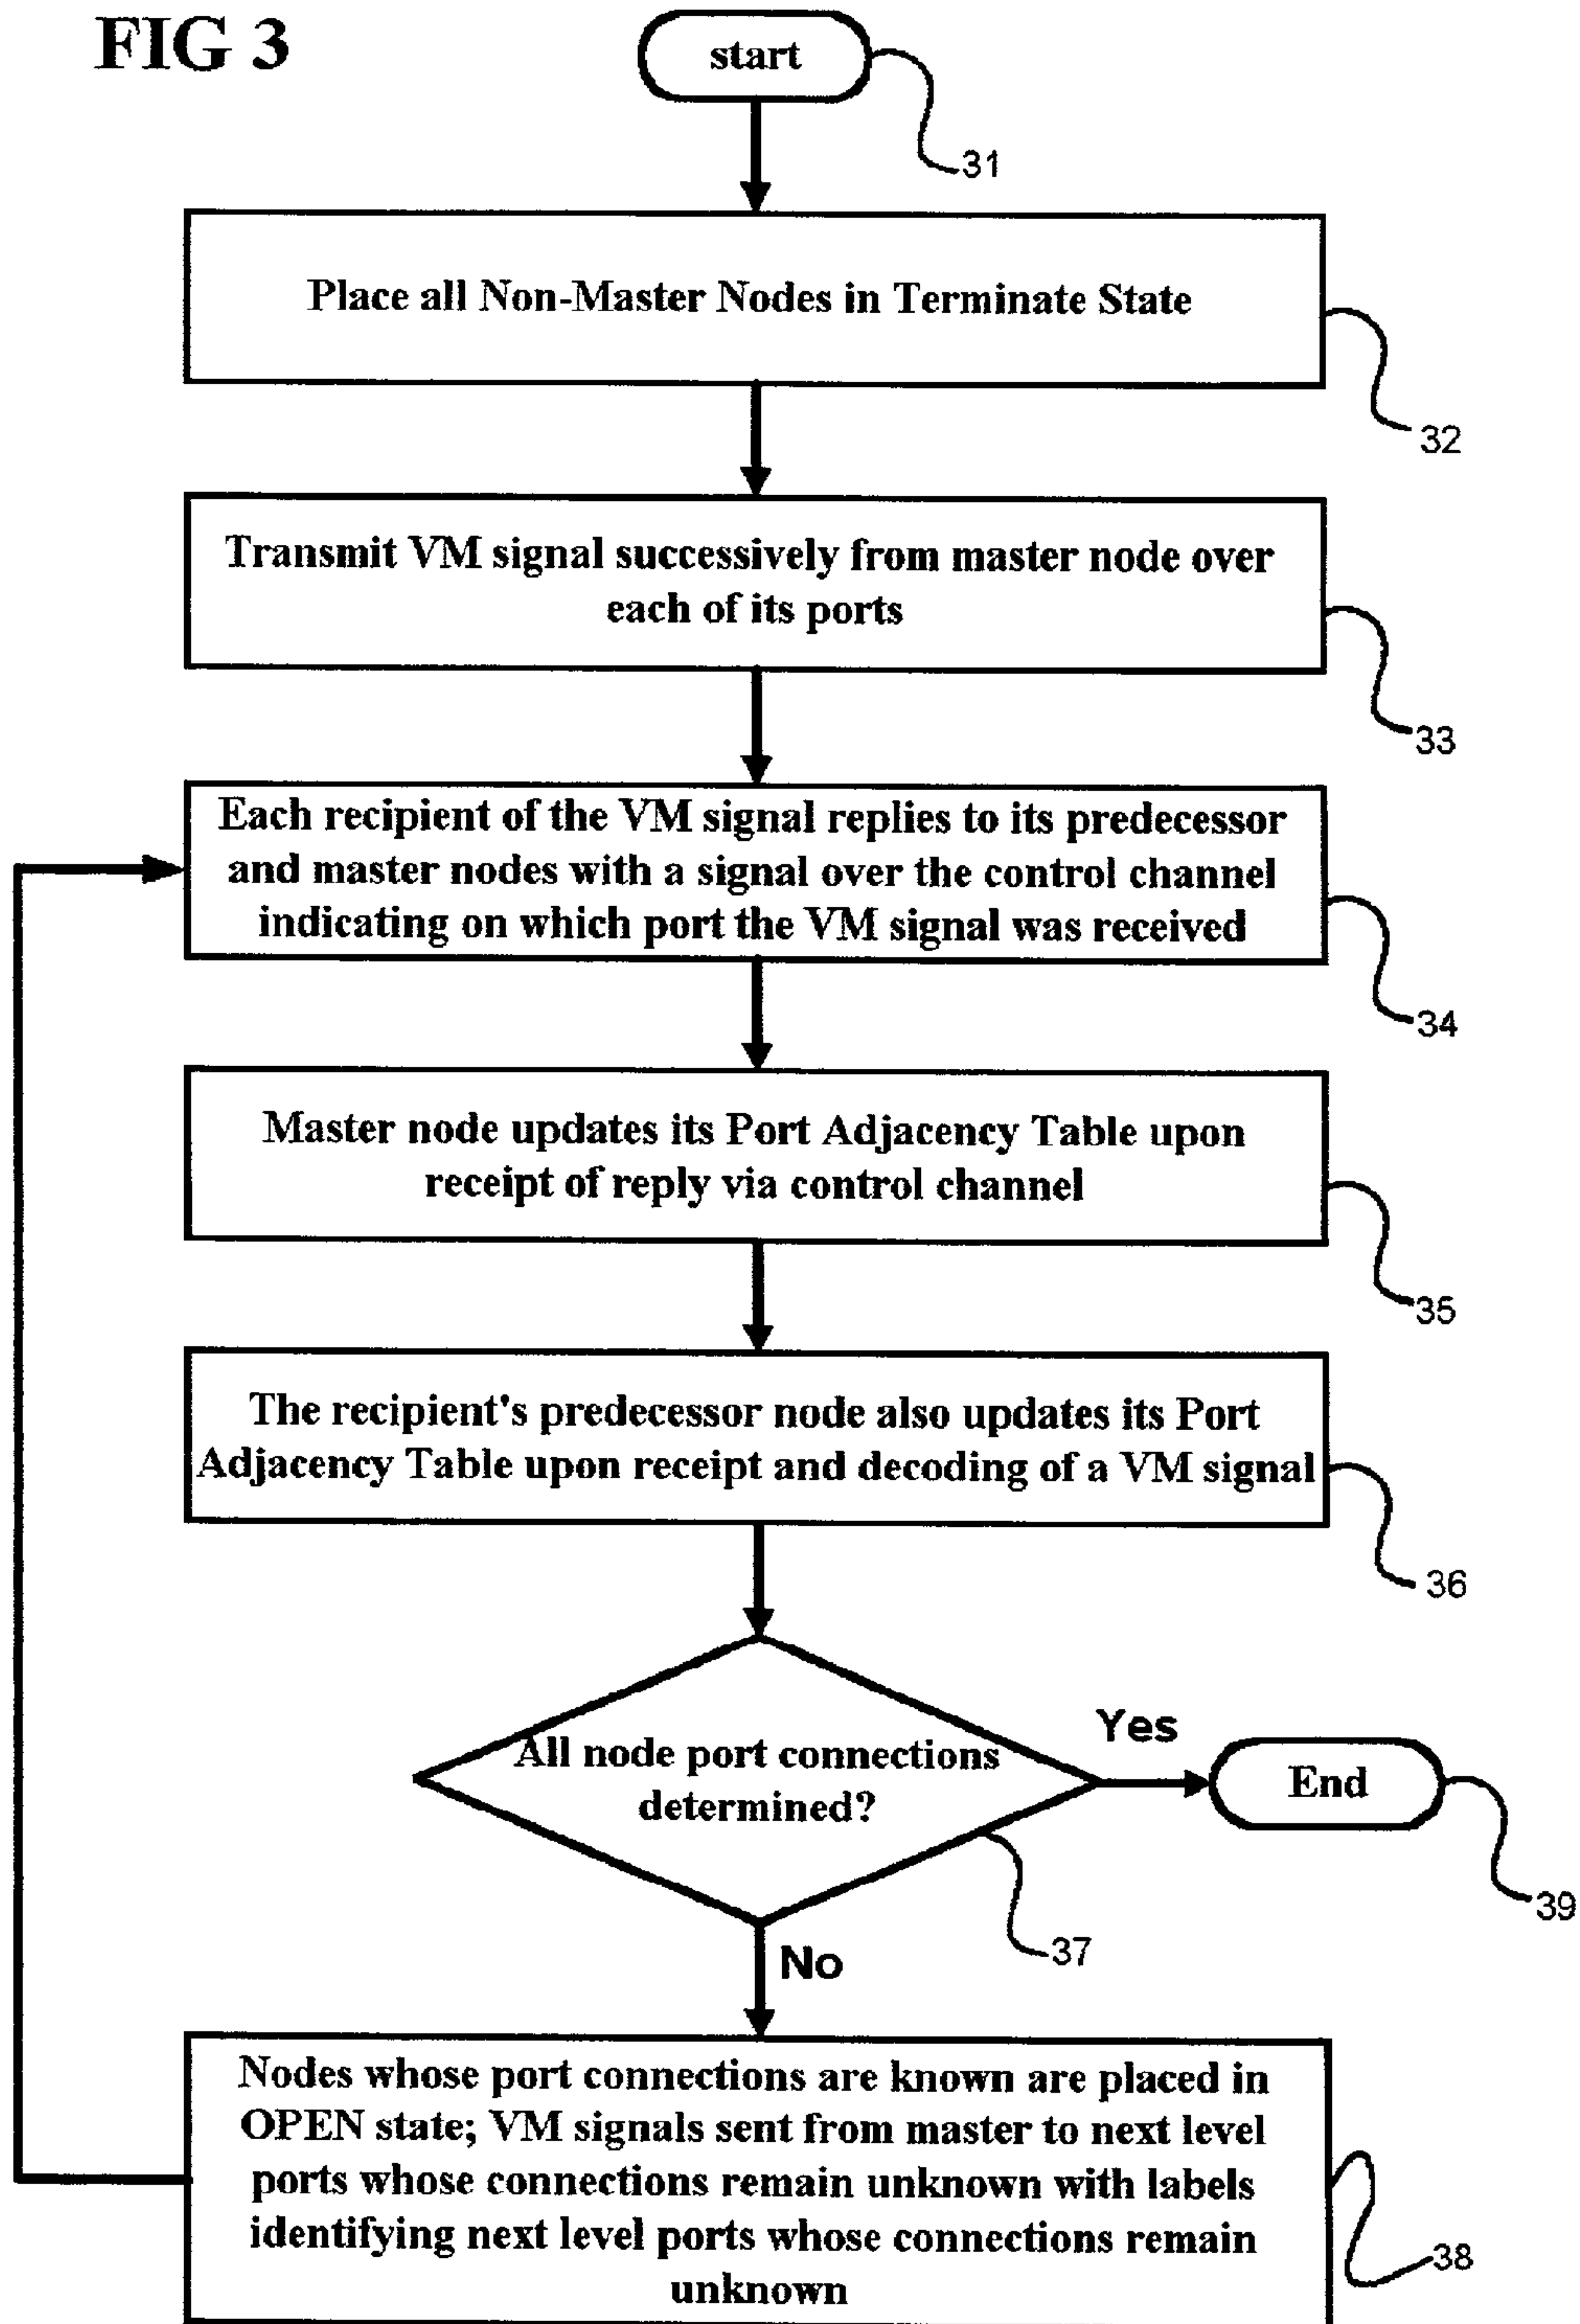 FIG 3
start
31
Place all Non-Master Nodes in Terminate State
32
Transmit VM signal successively from master node over
each of its ports
33
Each recipient of the VM signal replies to its predecessor
and master nodes with a signal over the control channel
indicating on which port the VM signal was received
34
Master node updates its Port Adjacency Table upon
receipt of reply via control channel
35
The recipient's predecessor node also updates its Port
Adjacency Table upon receipt and decoding of a VM signal
36
All node port connections
determined?
Yes
End
39
37
No
Nodes whose port connections are known are placed in
OPEN state; VM signals sent from master to next level
ports whose connections remain unknown with labels
identifying next level ports whose connections remain
unknown
38